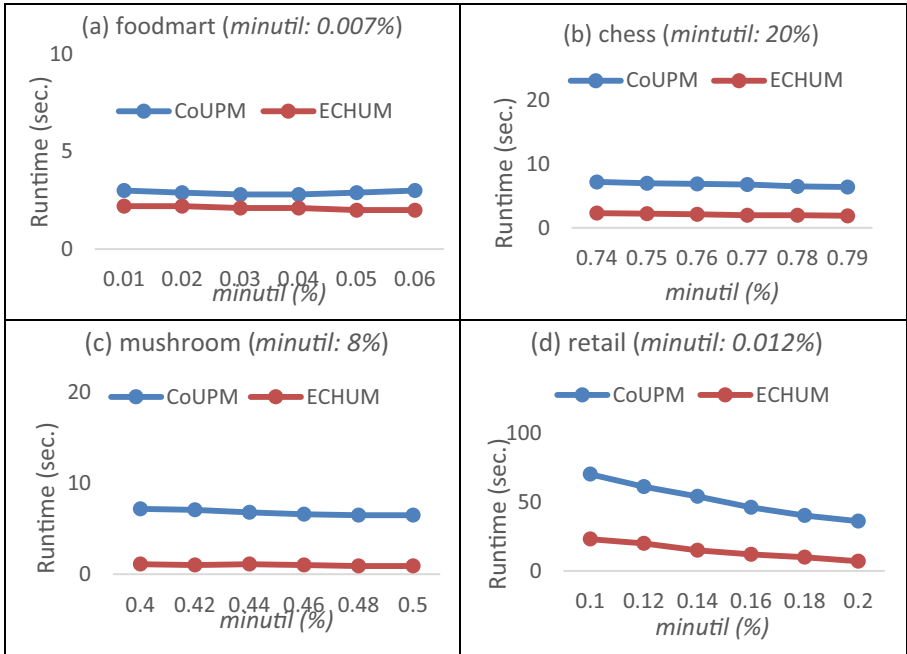 (a) foodmart (minutil: 0.007%)
10
CoUPM ECHUM
5
0
Runtime (sec.)
0.01 0.02 0.03 0.04 0.05 0.06
minutil (%)
(b) chess (mintutil: 20%)
CoUPM ECHUM
20
10
0
Runtime (sec.)
0.74 0.75 0.76 0.77 0.78 0.79
minutil (%)
(c) mushroom (minutil: 8%)
CoUPM ECHUM
20
10
0
Runtime (sec.)
0.4 0.42 0.44 0.46 0.48 0.5
minutil (%)
(d) retail (minutil: 0.012%)
CoUPM ECHUM
100
50
0
Runtime (sec.)
0.1 0.12 0.14 0.16 0.18 0.2
minutil (%)